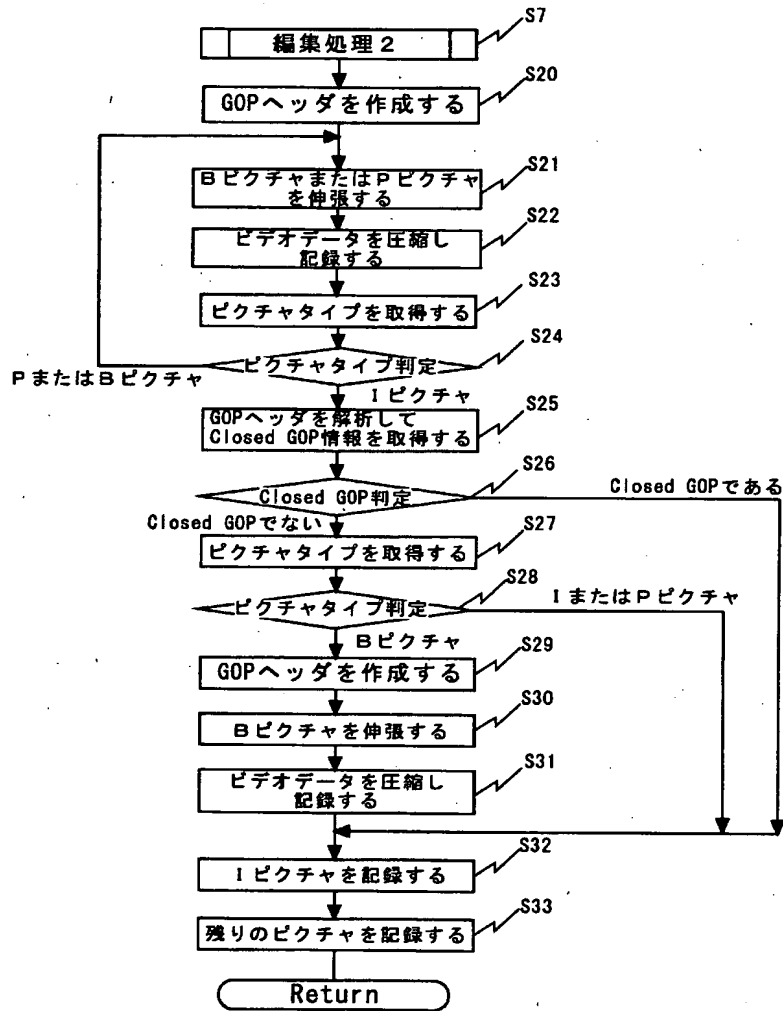 S7
編集処理2
S20
GOPヘッダを作成する
S21
BピクチャまたはPピクチャ
を伸張する
S22
ビデオデータを圧縮し
記録する
S23
ピクチャタイプを取得する
S24
ピクチャタイプ判定
PまたはBピクチャ
Iピクチャ
S25
GOPヘッダを解析して
Closed GOP情報を取得する
S26
Closed GOP判定
Closed GOPである
Closed GOPでない
S27
ピクチャタイプを取得する
S28
ピクチャタイプ判定
IまたはPピクチャ
Bピクチャ
S29
GOPヘッダを作成する
S30
Bピクチャを伸張する
S31
ビデオデータを圧縮し
記録する
S32
Iピクチャを記録する
S33
残りのピクチャを記録する
Return